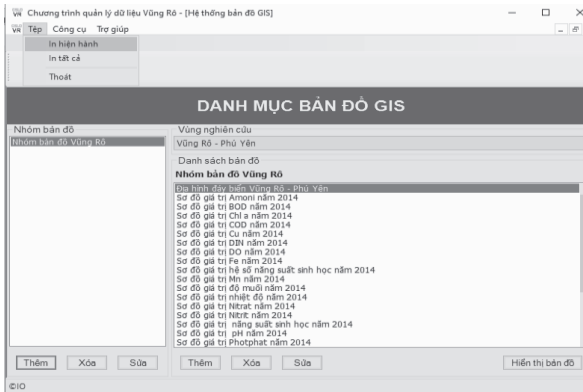 Chương trình quản lý dữ liệu Vũng Rô - [Hệ thống bản đồ GIS]
Tệp Công cụ Trợ giúp
In hiện hành
In tất cả
Thoát
DANH MỤC BẢN ĐỒ GIS
Nhóm bản đồ
Nhóm bản đồ Vũng Rô
Vùng nghiên cứu
Vũng Rô - Phú Yên
Danh sách bản đồ
Nhóm bản đồ Vũng Rô
Địa hình đáy biển Vũng Rô - Phú Yên
Sơ đồ giá trị Amoni năm 2014
Sơ đồ giá trị BOD năm 2014
Sơ đồ giá trị Chl a năm 2014
Sơ đồ giá trị COD năm 2014
Sơ đồ giá trị Cu năm 2014
Sơ đồ giá trị DIN năm 2014
Sơ đồ giá trị DO năm 2014
Sơ đồ giá trị Fe năm 2014
Sơ đồ giá trị hệ số năng suất sinh học năm 2014
Sơ đồ giá trị Mn năm 2014
Sơ đồ giá trị độ muối năm 2014
Sơ đồ giá trị nhiệt độ năm 2014
Sơ đồ giá trị Nitrat năm 2014
Sơ đồ giá trị Nitrit năm 2014
Sơ đồ giá trị năng suất sinh học năm 2014
Sơ đồ giá trị pH năm 2014
Sơ đồ giá trị Photphat năm 2014
Thêm Xóa Sửa Thêm Xóa Sửa Hiển thị bản đồ
©IO